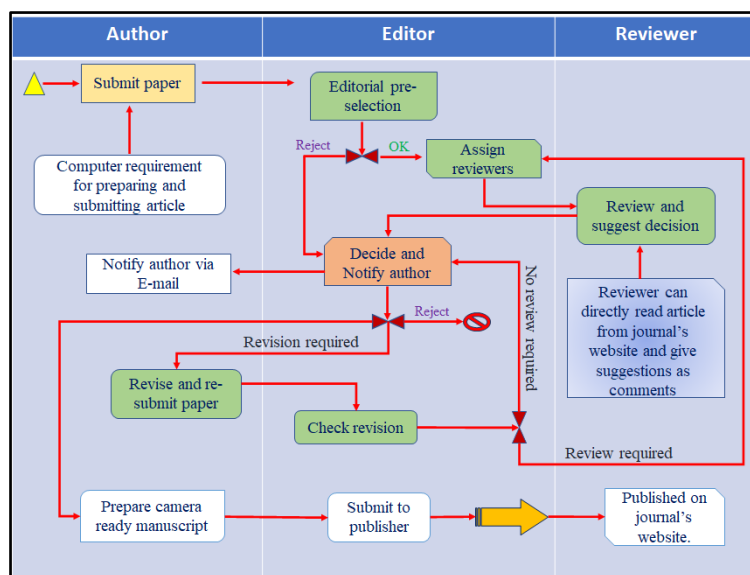 Author
Editor
Reviewer
Submit paper
Editorial pre-
selection
Reject
OK
Assign
reviewers
Computer requirement
for preparing and
submitting article
Review and
suggest decision
Decide and
Notify author
Notify author via
E-mail
No review required
Reviewer can
directly read article
from journal's
website and give
suggestions as
comments
Reject
Revision required
Revise and re-
submit paper
Check revision
Review required
Prepare camera
ready manuscript
Submit to
publisher
Published on
journal's
website.